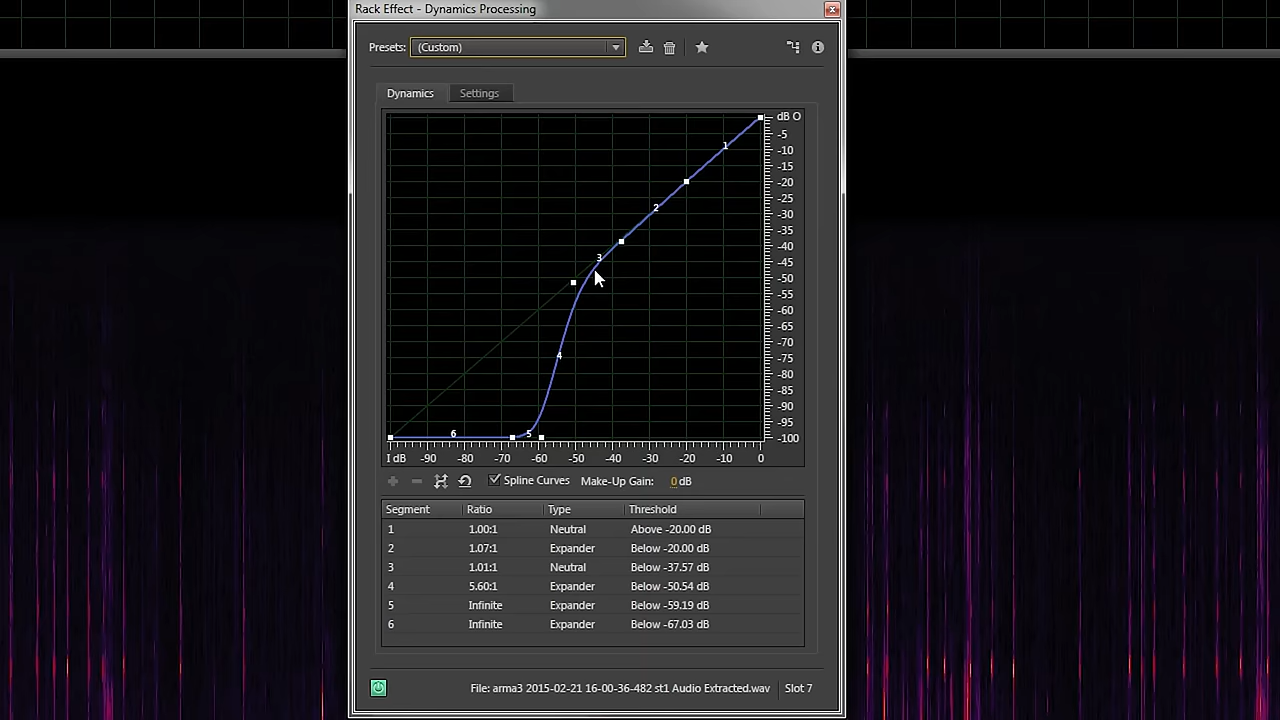 Rack Effect - Dynamics Processing
Presets: (Custom)
Dynamics Settings
dB 0
-5
-10
-15
-20
-25
-30
-35
-40
-45
-50
-55
-60
-65
-70
-75
-80
-85
-90
-95
-100
1
2
3
4
5
6
I dB -90 -80 -70 -60 -50 -40 -30 -20 -10 0
Spline Curves Make-Up Gain: 0 dB
Segment Ratio Type Threshold
1 1.00:1 Neutral Above -20.00 dB
2 1.07:1 Expander Below -20.00 dB
3 1.01:1 Neutral Below -37.57 dB
4 5.60:1 Expander Below -50.54 dB
5 Infinite Expander Below -59.19 dB
6 Infinite Expander Below -67.03 dB
File: arma3 2015-02-21 16-00-36-482 st1 Audio Extracted.wav Slot 7